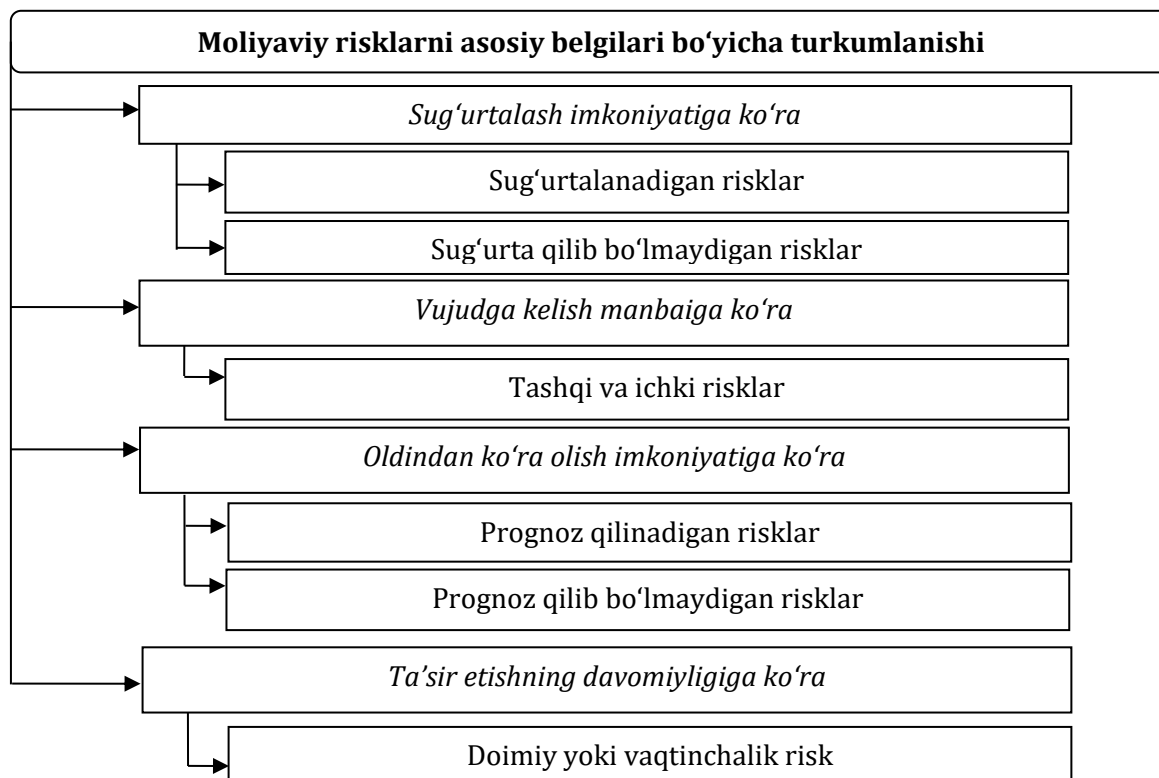 Moliyaviy risklarni asosiy belgilari bo‘yicha turkumlanishi
Sug‘urtalash imkoniyatiga ko‘ra
Sug‘urtalanadigan risklar
Sug‘urta qilib bo‘lmaydigan risklar
Vujudga kelish manbaiga ko‘ra
Tashqi va ichki risklar
Oldindan ko‘ra olish imkoniyatiga ko‘ra
Prognoz qilinadigan risklar
Prognoz qilib bo‘lmaydigan risklar
Ta’sir etishning davomiyligiga ko‘ra
Doimiy yoki vaqtinchalik risk